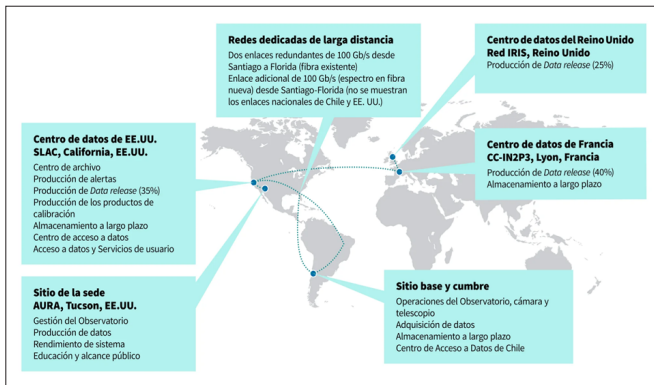 Redes dedicadas de larga distancia
Dos enlaces redundantes de 100 Gb/s desde
Santiago a Florida (fibra existente)
Enlace adicional de 100 Gb/s (espectro en fibra
nueva) desde Santiago-Florida (no se muestran
los enlaces nacionales de Chile y EE. UU.)
Centro de datos del Reino Unido
Red IRIS, Reino Unido
Producción de Data release (25%)
Centro de datos de EE.UU.
SLAC, California, EE.UU.
Centro de archivo
Producción de alertas
Producción de Data release (35%)
Producción de los productos de
calibración
Almacenamiento a largo plazo
Centro de acceso a datos
Acceso a datos y Servicios de usuario
Centro de datos de Francia
CC-IN2P3, Lyon, Francia
Producción de Data release (40%)
Almacenamiento a largo plazo
Sitio de la sede
AURA, Tucson, EE.UU.
Gestión del Observatorio
Producción de datos
Rendimiento de sistema
Educación y alcance público
Sitio base y cumbre
Operaciones del Observatorio, cámara y
telescopio
Adquisición de datos
Almacenamiento a largo plazo
Centro de Acceso a Datos de Chile